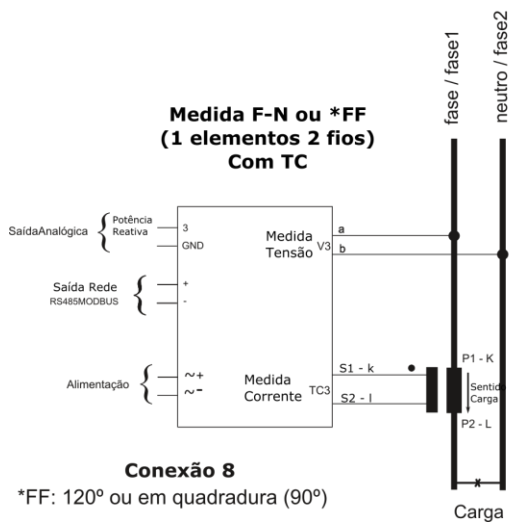 fase / fase1
neutro / fase2
Medida F-N ou *FF
(1 elementos 2 fios)
Com TC
SaídaAnalógica
Potência
Reativa
3
GND
Medida
Tensão
V3
a
b
Saída Rede
RS485MODBUS
+
-
Alimentação
~+
~-
Medida
Corrente
TC3
S1 - k
S2 - l
P1 - K
Sentido
Carga
P2 - L
Conexão 8
*FF: 120º ou em quadratura (90º)
Carga